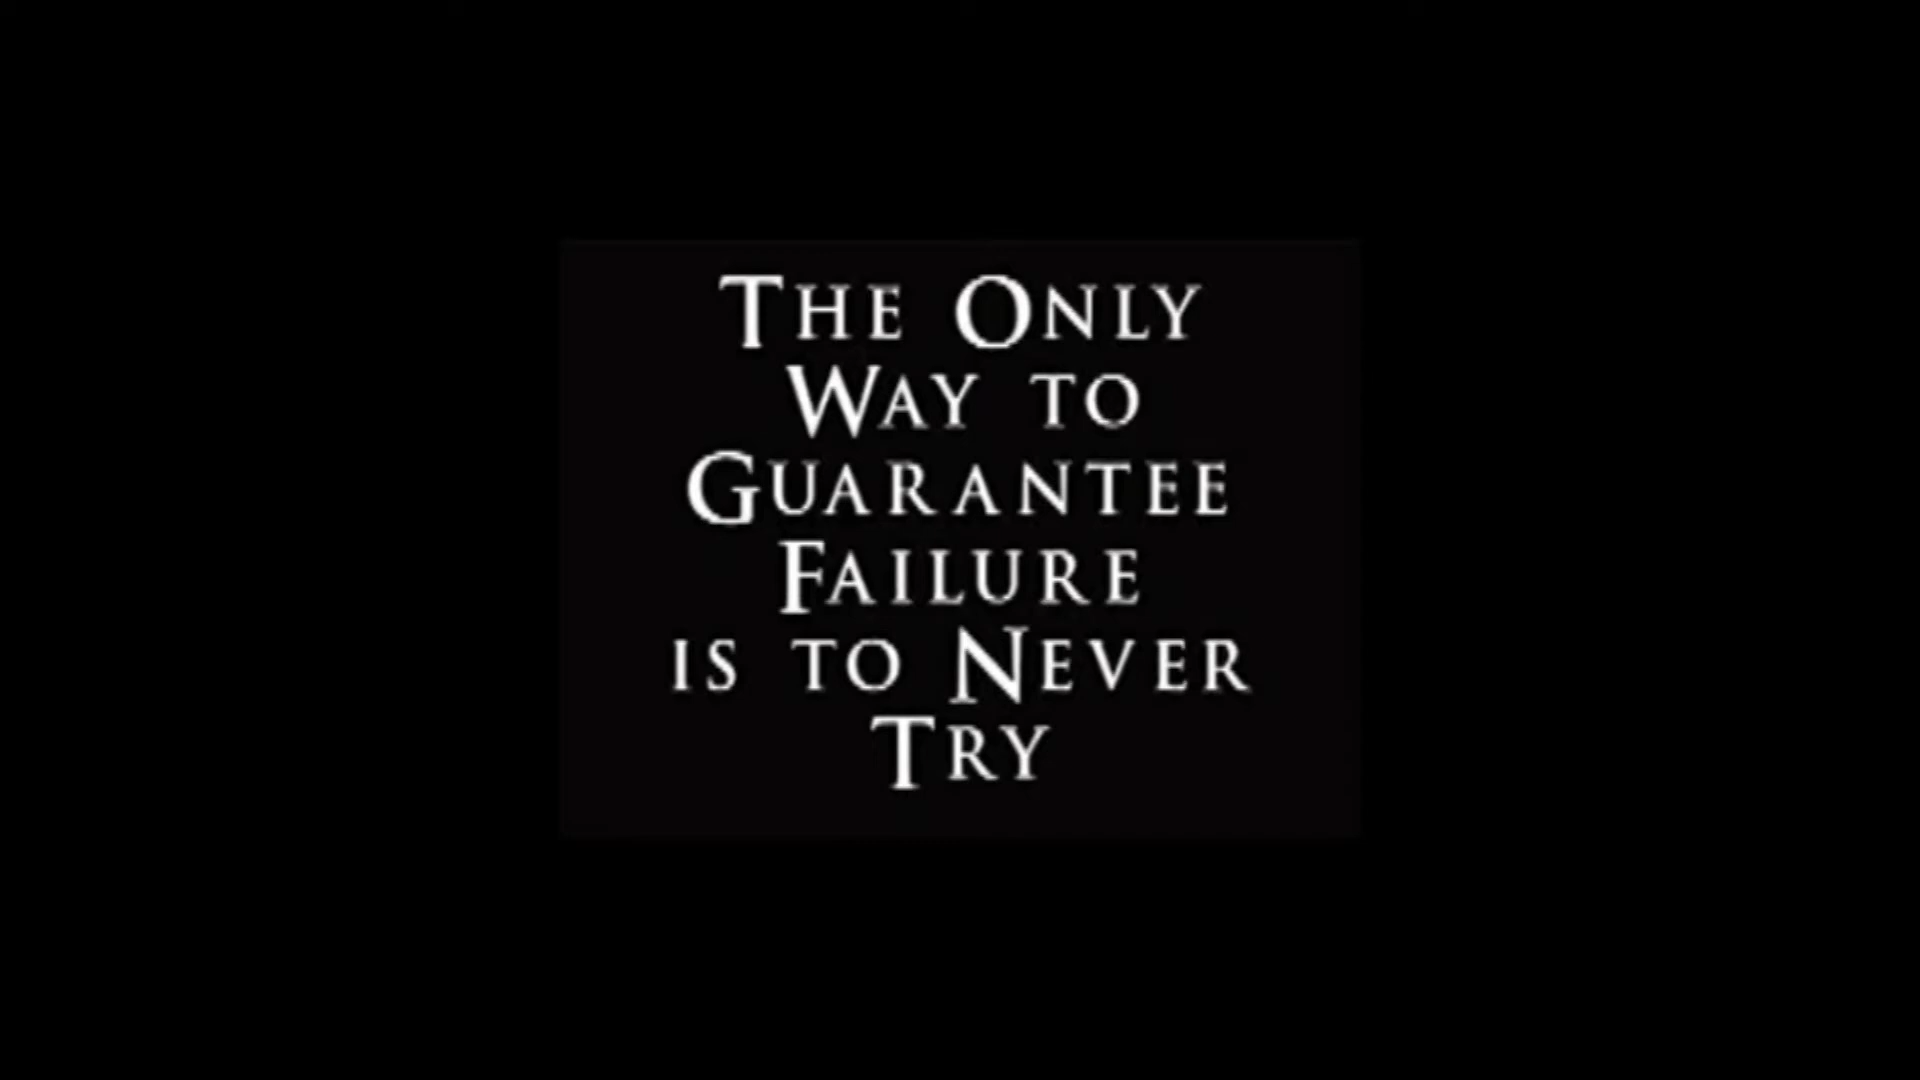 The Only
Way to
Guarantee
Failure
is to Never
Try